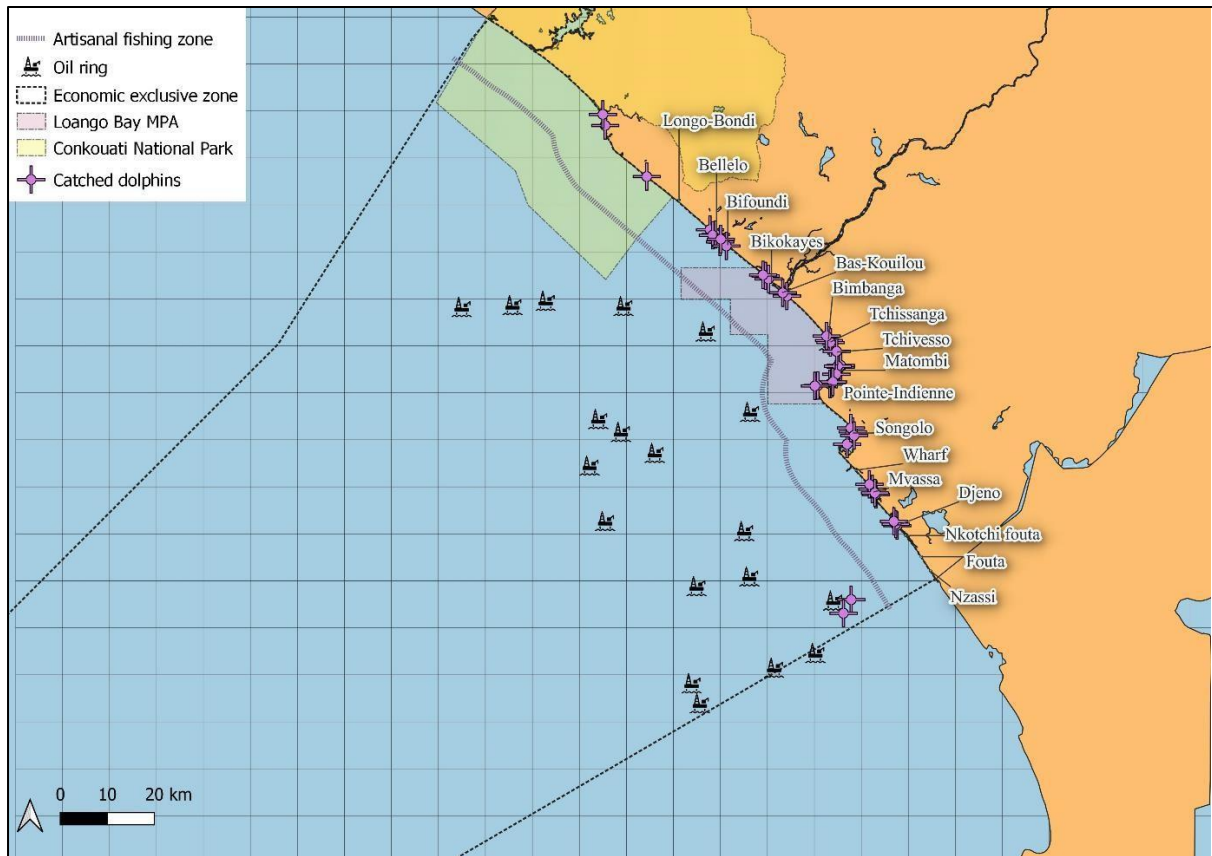 Artisanal fishing zone
Oil ring
Economic exclusive zone
Loango Bay MPA
Conkouati National Park
Catched dolphins
Longo-Bondi
Bellelo
Bifoundi
Bikokayes
Bas-Kouilou
Bimbanga
Tchissanga
Tchivesso
Matombi
Pointe-Indienne
Songolo
Wharf
Mvassa
Djeno
Nkotchi fouta
Fouta
Nzassi
0 10 20 km